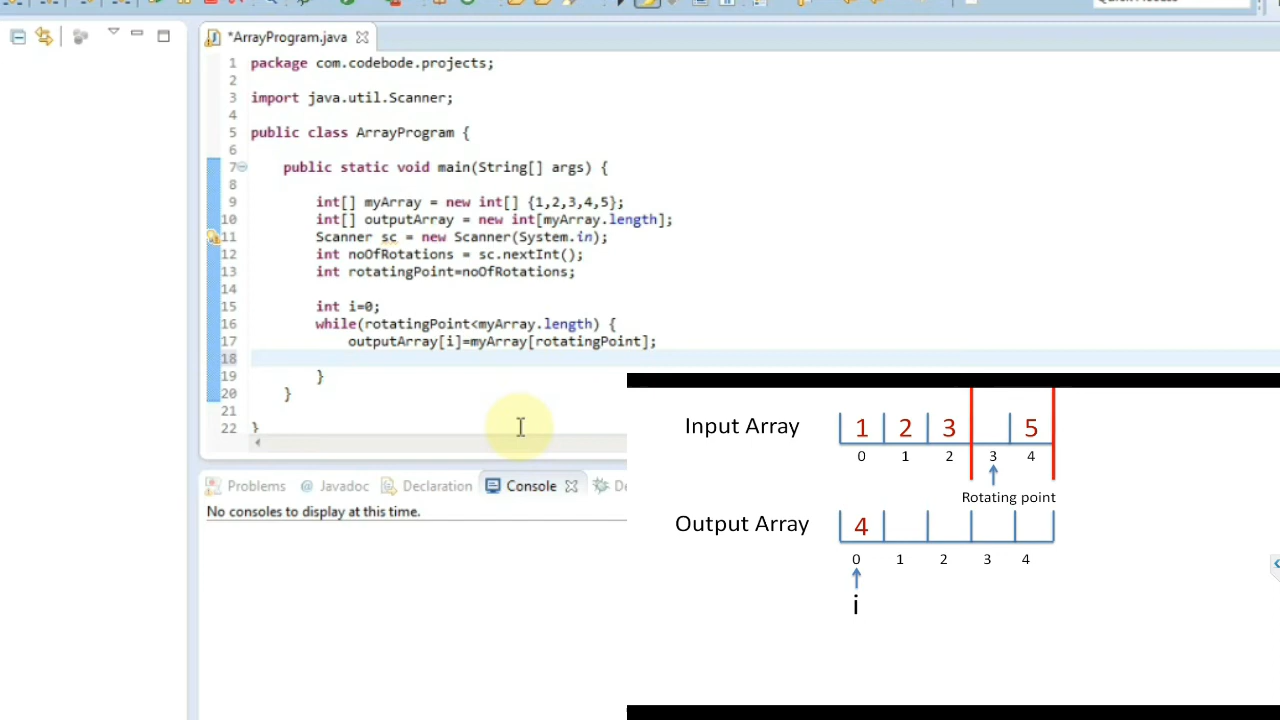 *ArrayProgram.java
1 package com.codebode.projects;
2
3 import java.util.Scanner;
4
5 public class ArrayProgram {
6
7 public static void main(String[] args) {
8
9 int[] myArray = new int[] {1,2,3,4,5};
10 int[] outputArray = new int[myArray.length];
11 Scanner sc = new Scanner(System.in);
12 int noOfRotations = sc.nextInt();
13 int rotatingPoint=noOfRotations;
14
15 int i=0;
16 while(rotatingPoint<myArray.length) {
17 outputArray[i]=myArray[rotatingPoint];
18
19 }
20 }
21
22 }
Problems @ Javadoc Declaration Console De
No consoles to display at this time.
Input Array 1 2 3 5
0 1 2 3 4
Rotating point
Output Array 4
0 1 2 3 4
i